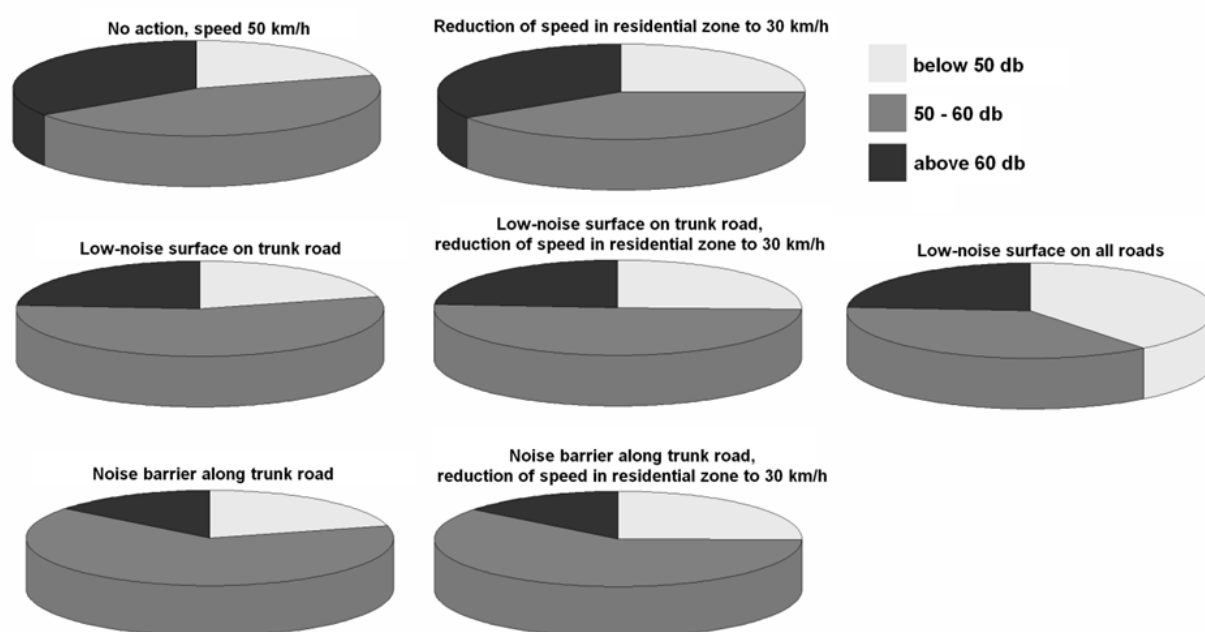 No action, speed 50 km/h
Reduction of speed in residential zone to 30 km/h
below 50 db
50 - 60 db
above 60 db
Low-noise surface on trunk road
Low-noise surface on trunk road,
reduction of speed in residential zone to 30 km/h
Low-noise surface on all roads
Noise barrier along trunk road
Noise barrier along trunk road,
reduction of speed in residential zone to 30 km/h